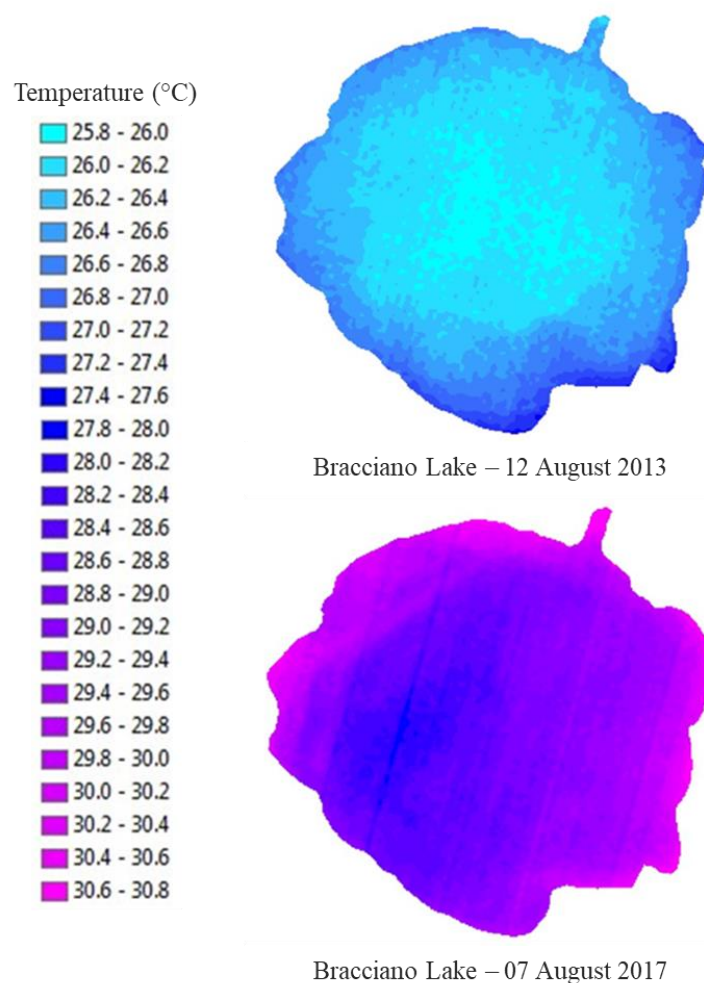 Temperature (°C)
25.8 - 26.0
26.0 - 26.2
26.2 - 26.4
26.4 - 26.6
26.6 - 26.8
26.8 - 27.0
27.0 - 27.2
27.2 - 27.4
27.4 - 27.6
27.8 - 28.0
28.0 - 28.2
28.2 - 28.4
28.4 - 28.6
28.6 - 28.8
28.8 - 29.0
29.0 - 29.2
29.2 - 29.4
29.4 - 29.6
29.6 - 29.8
29.8 - 30.0
30.0 - 30.2
30.2 - 30.4
30.4 - 30.6
30.6 - 30.8
Bracciano Lake – 12 August 2013
Bracciano Lake – 07 August 2017